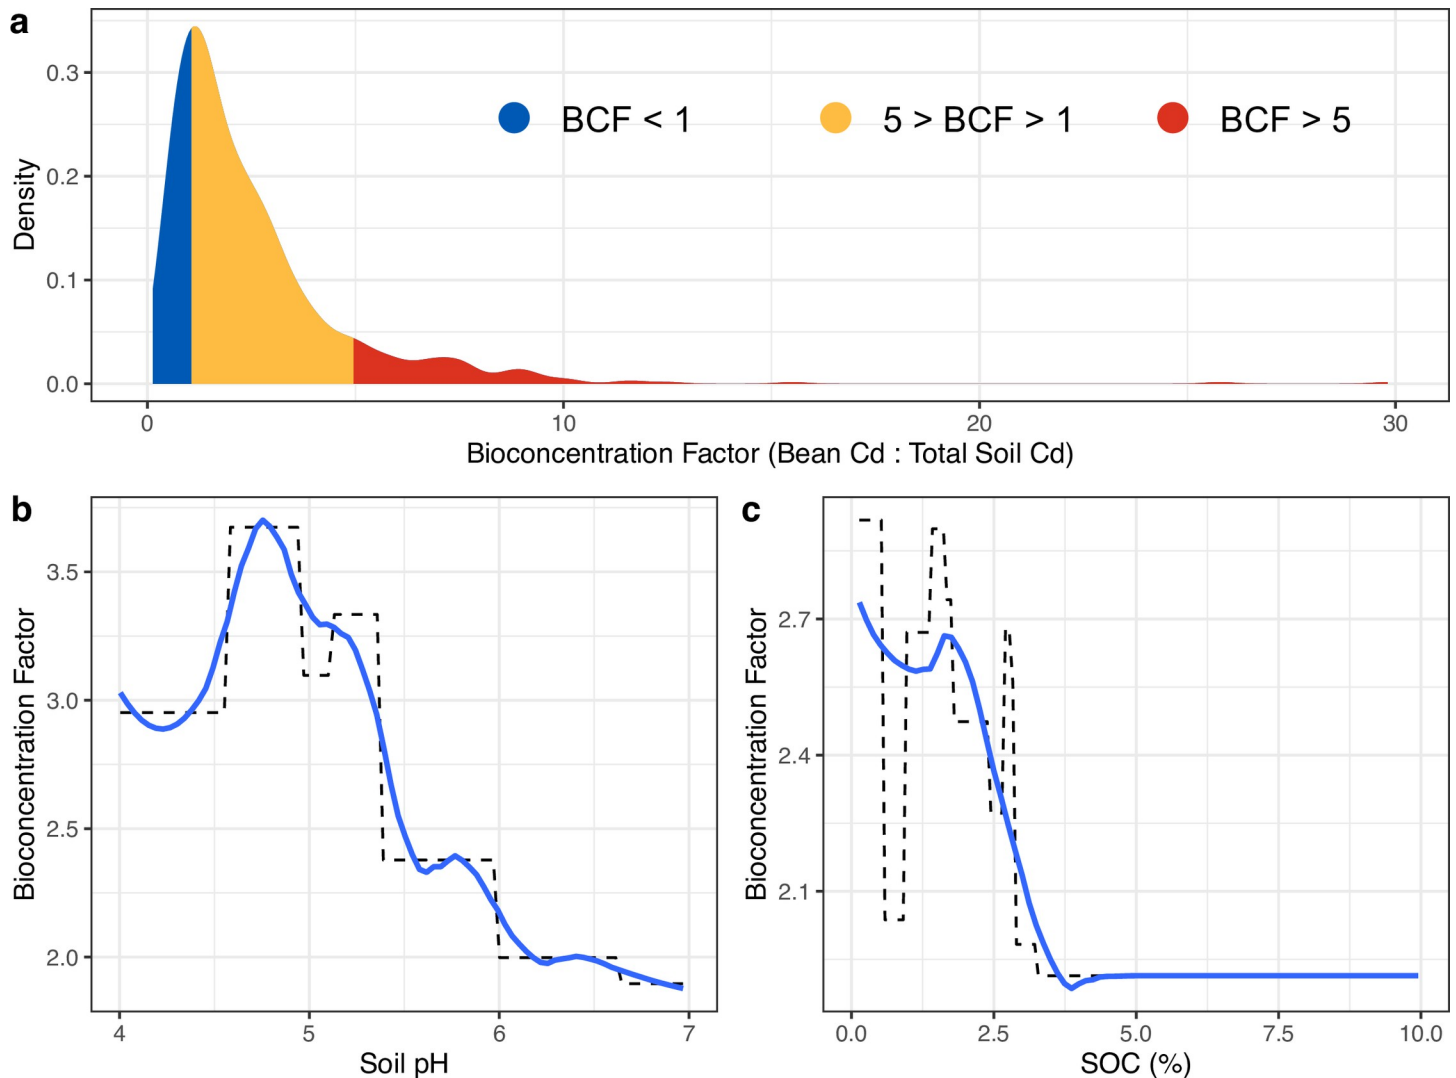 a
BCF < 1
5 > BCF > 1
BCF > 5
Density
0.3
0.2
0.1
0.0
0
10
20
30
Bioconcentration Factor (Bean Cd : Total Soil Cd)
b
Bioconcentration Factor
3.5
3.0
2.5
2.0
4
5
6
7
Soil pH
c
Bioconcentration Factor
2.7
2.4
2.1
0.0
2.5
5.0
7.5
10.0
SOC (%)